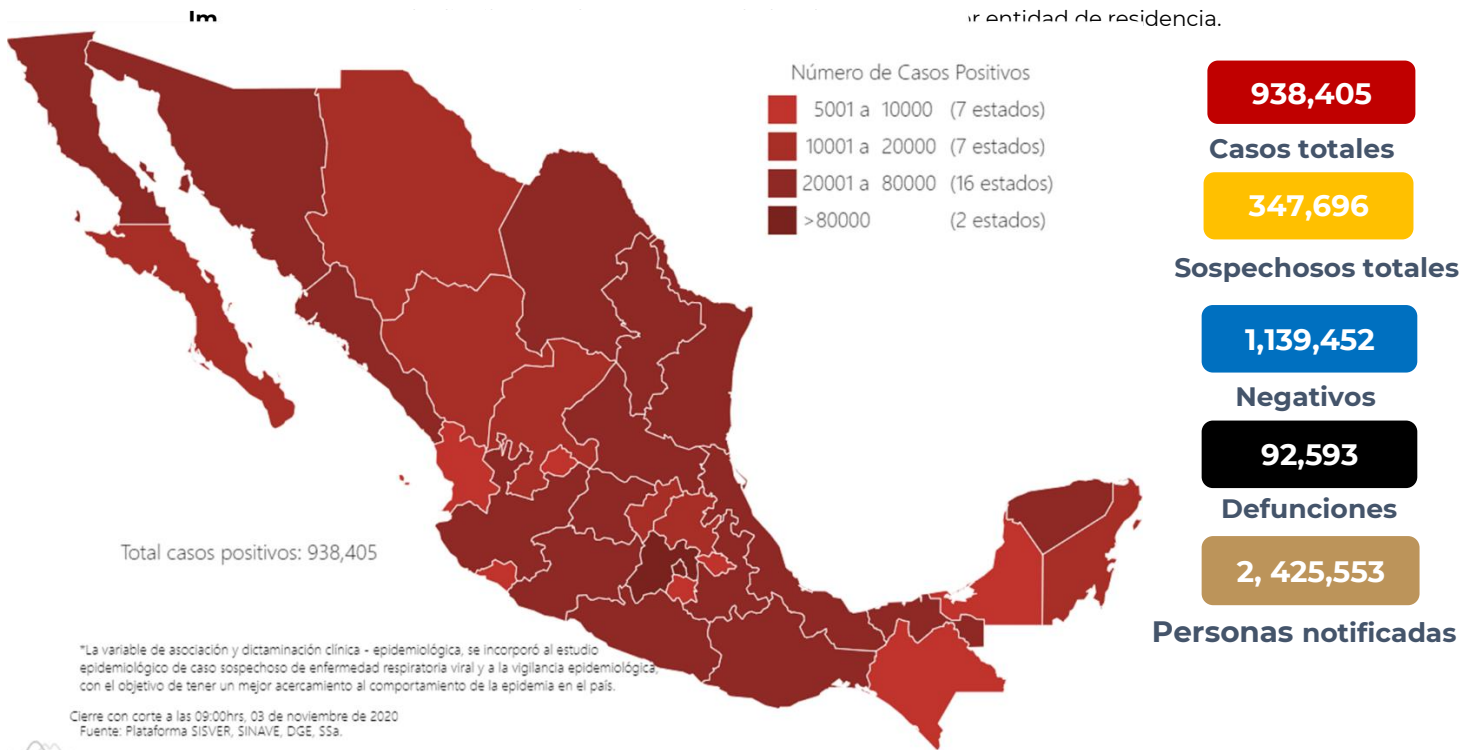 Im
entidad de residencia.
Número de Casos Positivos
5001 a 10000 (7 estados)
10001 a 20000 (7 estados)
20001 a 80000 (16 estados)
>80000 (2 estados)
938,405
Casos totales
347,696
Sospechosos totales
1,139,452
Negativos
92,593
Defunciones
2, 425,553
Personas notificadas
Total casos positivos: 938,405
*La variable de asociación y dictaminación clínica - epidemiológica, se incorporó al estudio
epidemiológico de caso sospechoso de enfermedad respiratoria viral y a la vigilancia epidemiológica,
con el objetivo de tener un mejor acercamiento al comportamiento de la epidemia en el país.
Cierre con corte a las 09:00hrs, 03 de noviembre de 2020
Fuente: Plataforma SISVER, SINAVE, DGE, SSa.